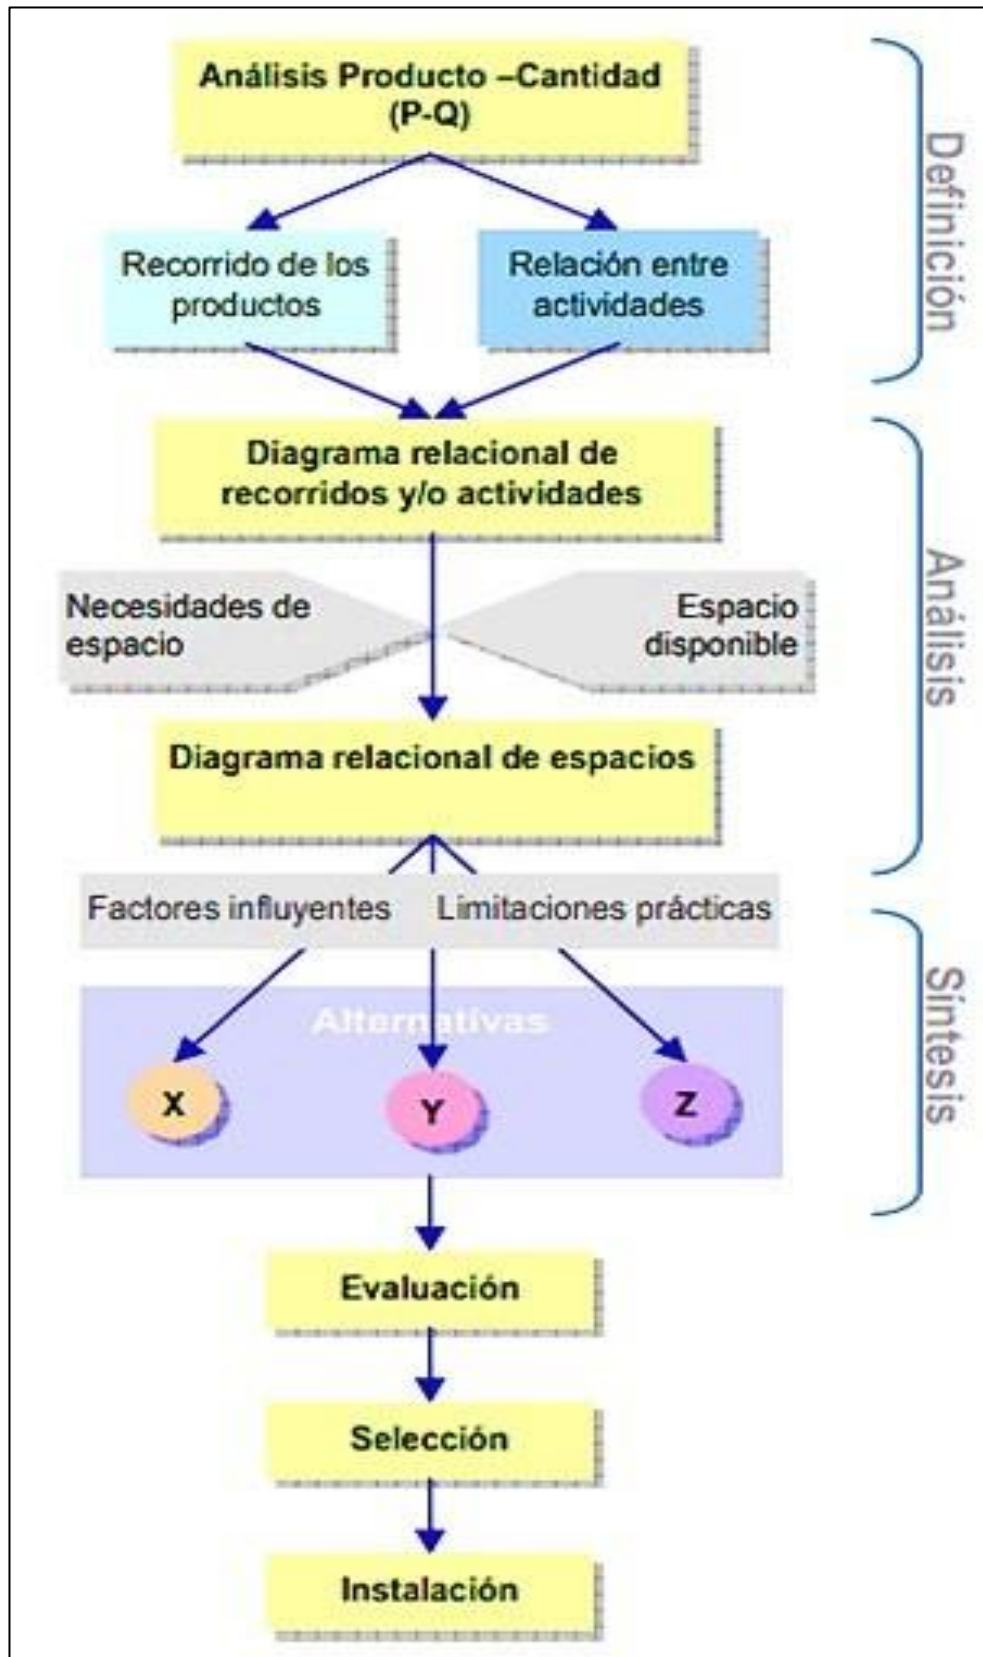 Análisis Producto –Cantidad
(P-Q)
Definición
Recorrido de los
productos
Relación entre
actividades
Diagrama relacional de
recorridos y/o actividades
Análisis
Necesidades de
espacio
Espacio
disponible
Diagrama relacional de espacios
Factores influyentes
Limitaciones prácticas
Síntesis
Alternativas
X
Y
Z
Evaluación
Selección
Instalación